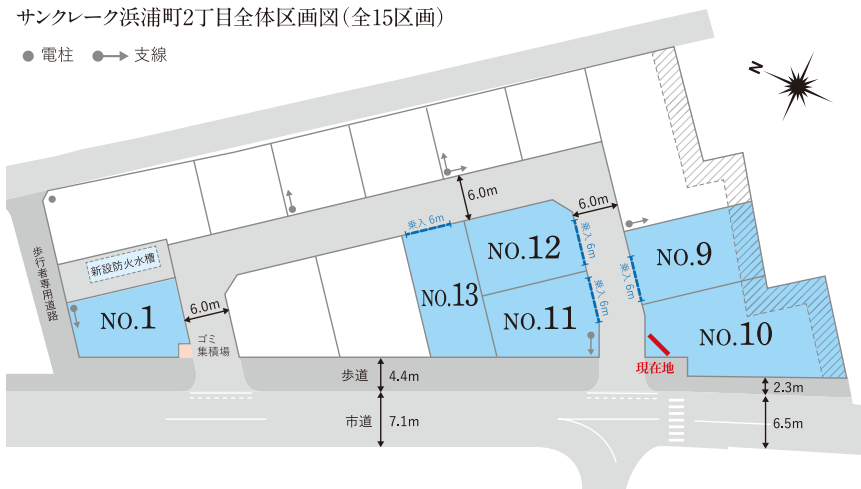 サンクレーク浜浦町2丁目全体区画図（全15区画）
電柱
支線
N
6.0m
6.0m
乗入 6m
乗入 6m
歩行者専用道路
新設防火水槽
NO.12
NO.9
乗入 6m
乗入 6m
NO.13
NO.1
6.0m
NO.11
NO.10
ゴミ
集積場
現在地
歩道
4.4m
2.3m
市道
7.1m
6.5m